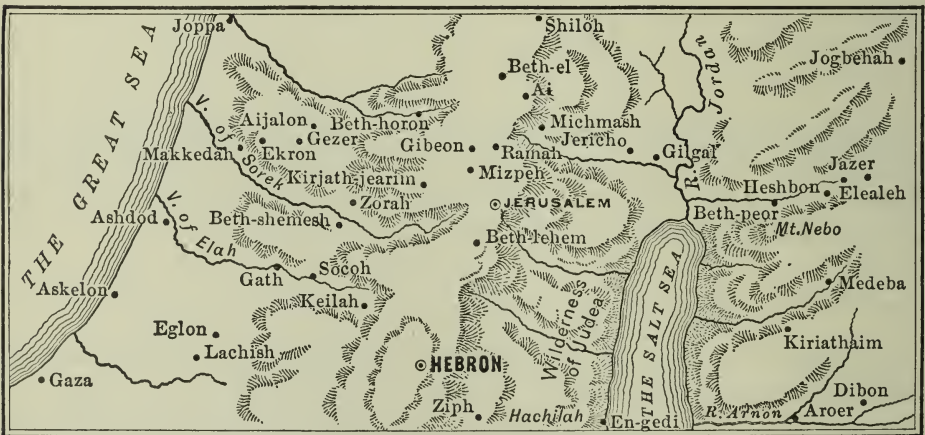 Joppa
Shiloh
Beth-el
Jogbehah
Ai
R. Jordan
THE GREAT SEA
V. of Sorek
Aijalon
Beth-horon
Michmash
Jericho
Gezer
Gibeon
Ramah
Gilgal
Makkedah
Ekron
Jazer
Kirjath-jearim
Mizpeh
Heshbon
Elealeh
Zorah
JERUSALEM
Beth-peor
Ashdod
V. of Elah
Beth-shemesh
Mt. Nebo
Beth-lehem
Gath
Socoh
Medeba
Askelon
Keilah
Wilderness
of Judea
THE SALT SEA
Eglon
Kiriathaim
Lachish
HEBRON
Gaza
Dibon
Ziph
Hachilah
En-gedi
R. Arnon
Aroer